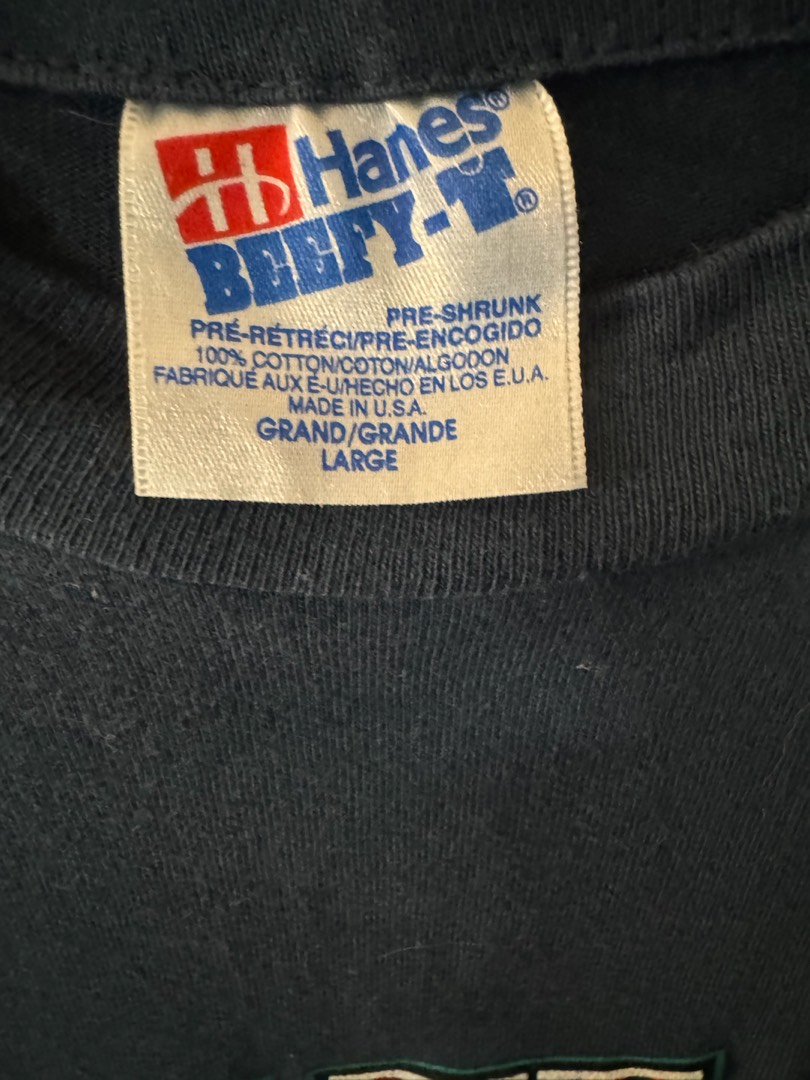 Hanes®
BEEFY-T®
PRE-SHRUNK
PRÉ-RÉTRÉCI/PRE-ENCOGIDO
100% COTTON/COTON/ALGODON
FABRIQUÉ AUX É-U/HECHO EN LOS E.U.A.
MADE IN U.S.A.
GRAND/GRANDE
LARGE